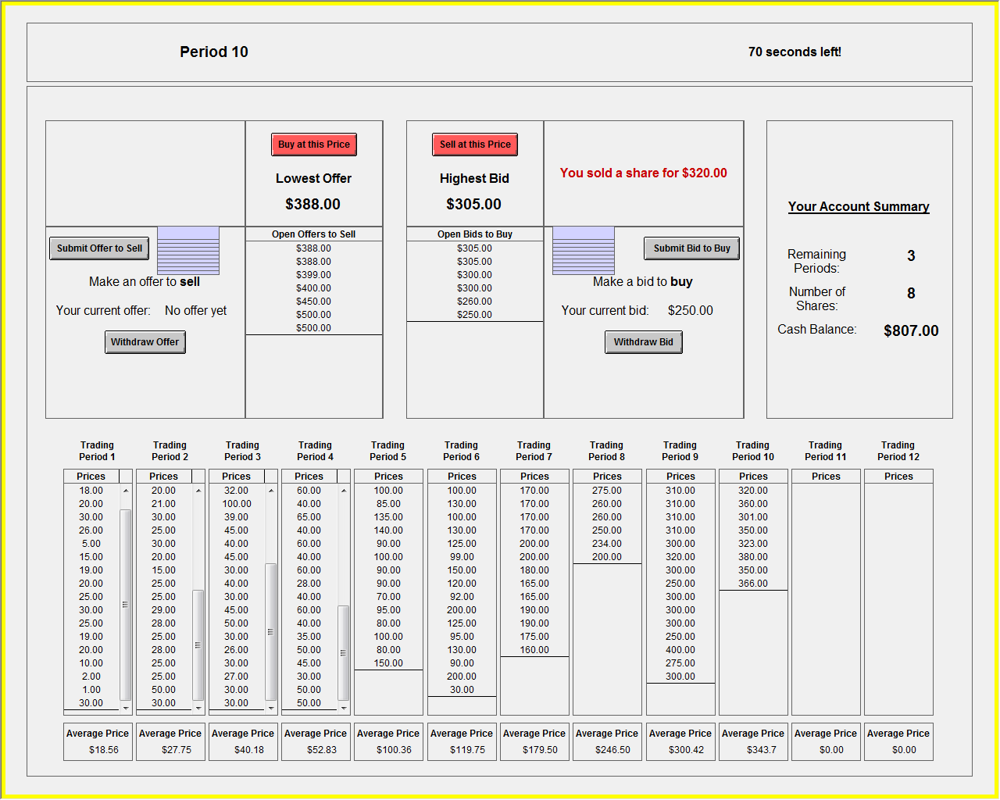 Period 10
70 seconds left!
Buy at this Price
Lowest Offer
$388.00
Sell at this Price
Highest Bid
$305.00
You sold a share for $320.00
Submit Offer to Sell
Make an offer to sell
Your current offer: No offer yet
Withdraw Offer
Open Offers to Sell
$388.00
$388.00
$399.00
$400.00
$450.00
$500.00
$500.00
Open Bids to Buy
$305.00
$305.00
$300.00
$300.00
$260.00
$250.00
Submit Bid to Buy
Make a bid to buy
Your current bid: $250.00
Withdraw Bid
Your Account Summary
Remaining
Periods: 3
Number of
Shares: 8
Cash Balance: $807.00
Trading
Period 1
Prices
18.00
20.00
30.00
26.00
5.00
15.00
19.00
20.00
25.00
30.00
25.00
19.00
20.00
10.00
2.00
1.00
30.00
Average Price
$18.56
Trading
Period 2
Prices
20.00
21.00
30.00
25.00
30.00
20.00
15.00
25.00
25.00
29.00
28.00
25.00
28.00
25.00
25.00
50.00
30.00
Average Price
$27.75
Trading
Period 3
Prices
32.00
100.00
39.00
45.00
40.00
45.00
30.00
40.00
30.00
45.00
50.00
30.00
26.00
30.00
27.00
30.00
30.00
Average Price
$40.18
Trading
Period 4
Prices
60.00
40.00
65.00
40.00
60.00
40.00
60.00
28.00
40.00
60.00
40.00
35.00
50.00
45.00
30.00
50.00
50.00
Average Price
$52.83
Trading
Period 5
Prices
100.00
85.00
135.00
140.00
90.00
100.00
90.00
90.00
70.00
95.00
80.00
100.00
80.00
150.00
Average Price
$100.36
Trading
Period 6
Prices
100.00
130.00
100.00
130.00
125.00
99.00
150.00
120.00
92.00
200.00
125.00
95.00
130.00
90.00
200.00
30.00
Average Price
$119.75
Trading
Period 7
Prices
170.00
170.00
170.00
170.00
200.00
200.00
180.00
165.00
165.00
190.00
190.00
175.00
160.00
Average Price
$179.50
Trading
Period 8
Prices
275.00
260.00
260.00
250.00
234.00
200.00
Average Price
$246.50
Trading
Period 9
Prices
310.00
310.00
310.00
310.00
300.00
320.00
300.00
250.00
300.00
300.00
300.00
250.00
400.00
275.00
300.00
Average Price
$300.42
Trading
Period 10
Prices
320.00
360.00
301.00
350.00
323.00
380.00
350.00
366.00
Average Price
$343.7
Trading
Period 11
Prices
Average Price
$0.00
Trading
Period 12
Prices
Average Price
$0.00